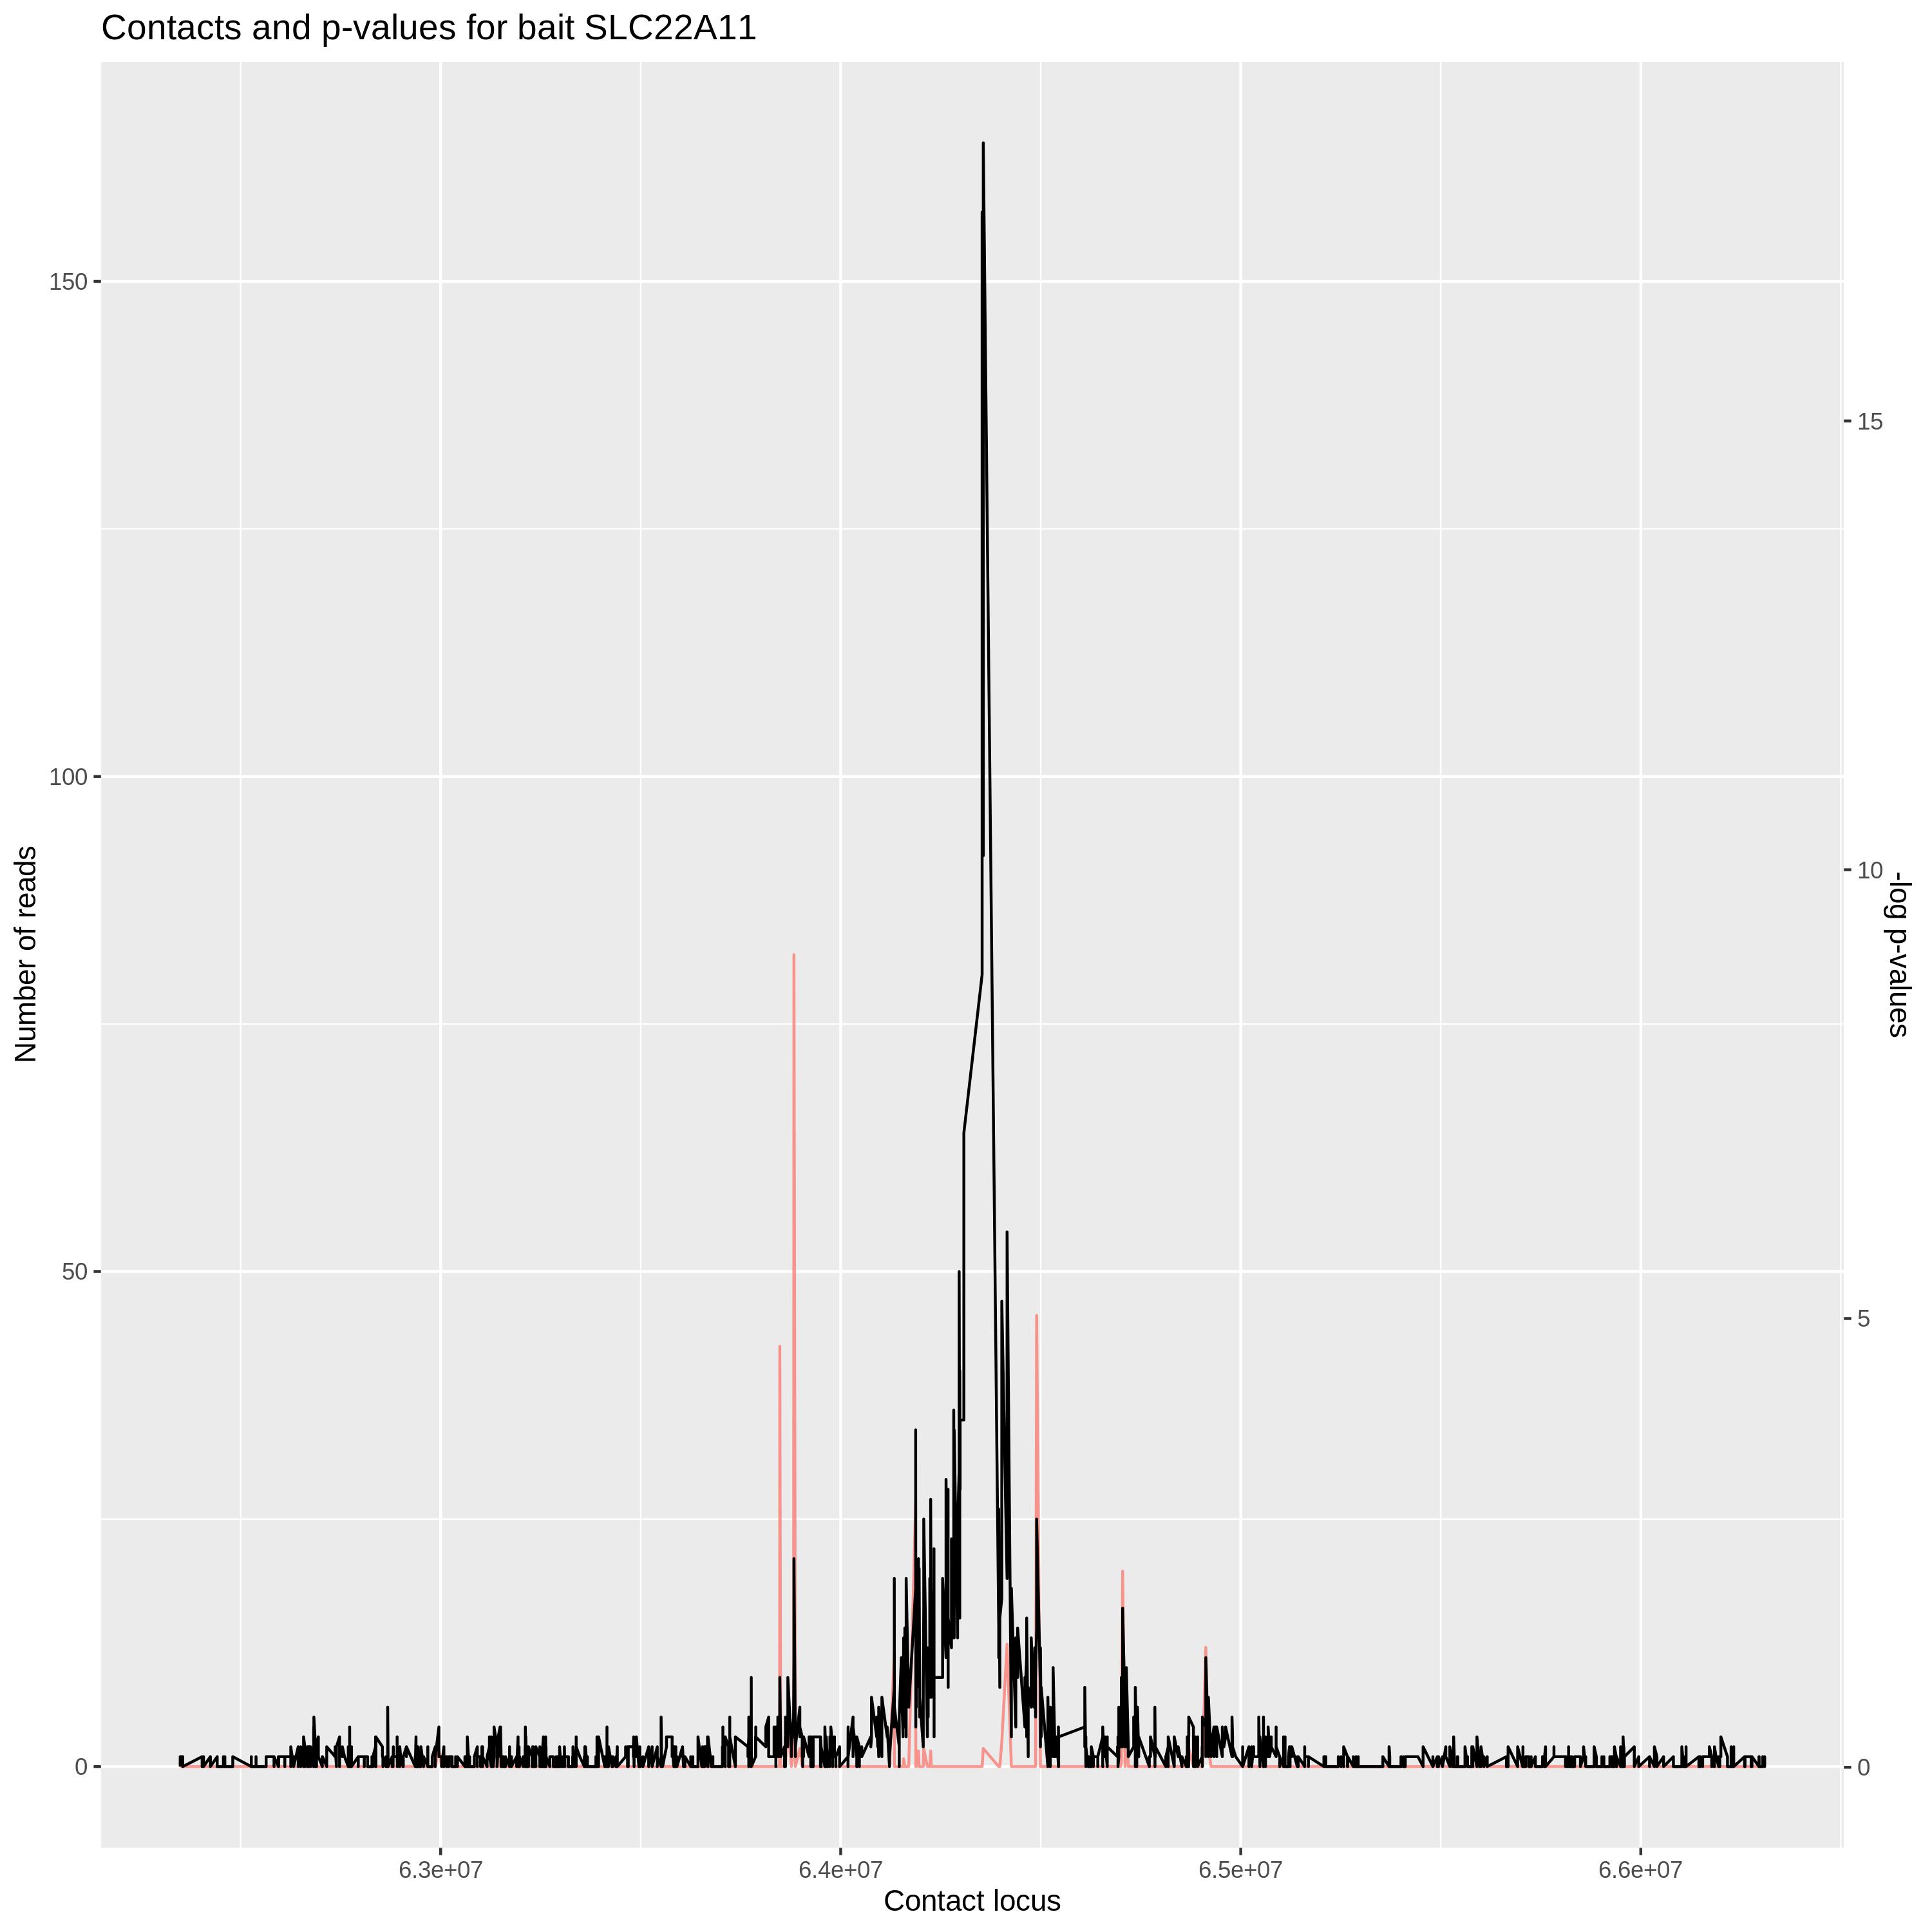 Contacts and p-values for bait SLC22A11
Number of reads
150
100
50
0
15
10
5
0
-log p-values
6.3e+07 6.4e+07 6.5e+07 6.6e+07
Contact locus